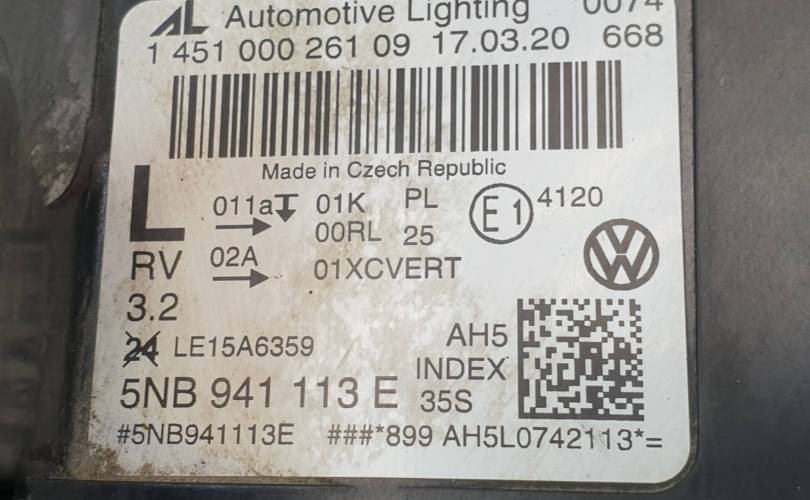 AL Automotive Lighting 0074
1 451 000 261 09 17.03.20 668
Made in Czech Republic
L 011a 01K PL E1 4120
00RL 25
RV 02A 01XCVERT
3.2
24 LE15A6359 AH5
INDEX
5NB 941 113 E 35S
#5NB941113E ###*899 AH5L0742113*=
VW